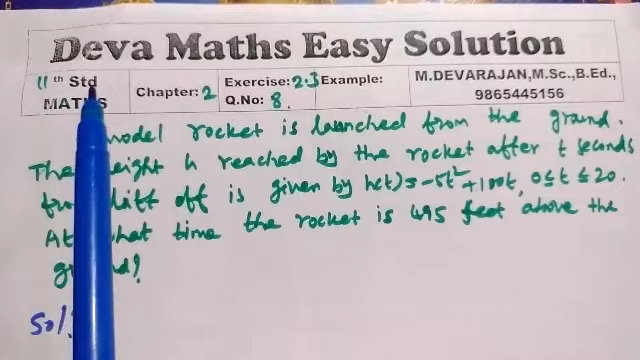 Deva Maths Easy Solution
11th Std
MATHS
Chapter: 2
Exercise: 2.3
Q.No: 8.
Example:
M.DEVARAJAN,M.Sc.,B.Ed.,
9865445156
model rocket is launched from the ground.
The height h reached by the rocket after t seconds
from lift off is given by h(t)=-5t²+100t, 0≤t≤20.
At what time the rocket is 495 feet above the
ground?
Sol: